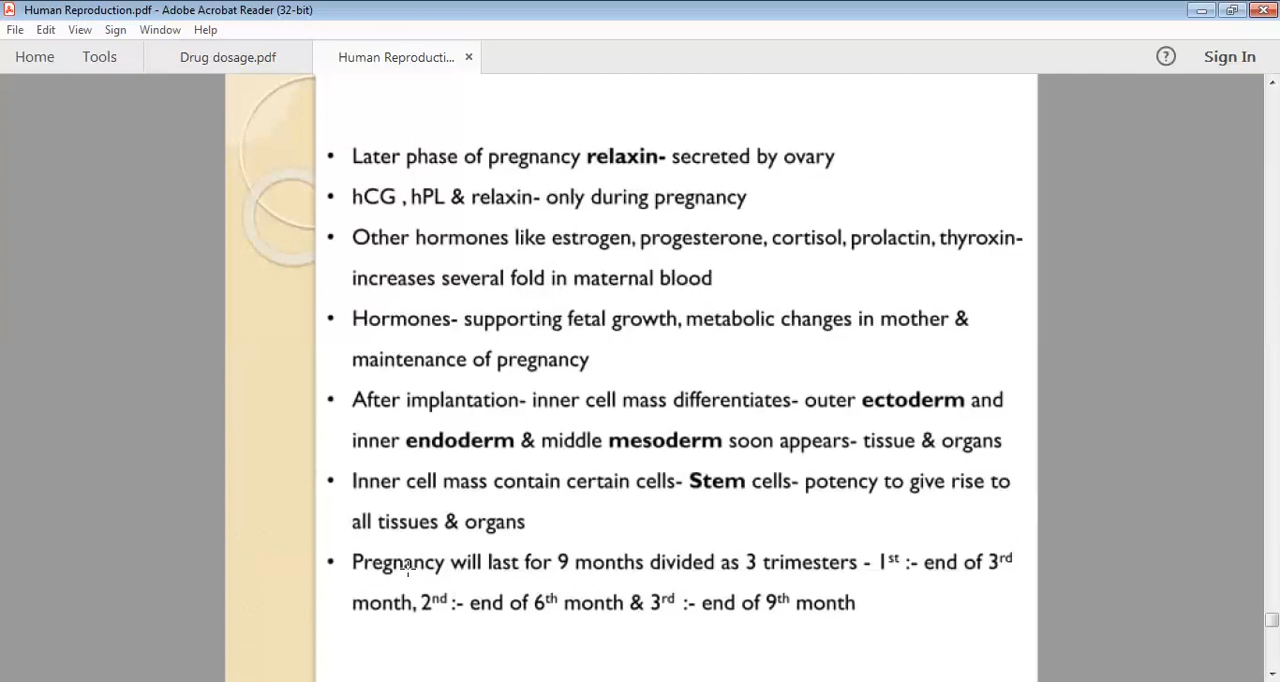 Human Reproduction.pdf - Adobe Acrobat Reader (32-bit)
File Edit View Sign Window Help
Home Tools Drug dosage.pdf Human Reproducti... × ? Sign In
• Later phase of pregnancy relaxin- secreted by ovary
• hCG , hPL & relaxin- only during pregnancy
• Other hormones like estrogen, progesterone, cortisol, prolactin, thyroxin-
increases several fold in maternal blood
• Hormones- supporting fetal growth, metabolic changes in mother &
maintenance of pregnancy
• After implantation- inner cell mass differentiates- outer ectoderm and
inner endoderm & middle mesoderm soon appears- tissue & organs
• Inner cell mass contain certain cells- Stem cells- potency to give rise to
all tissues & organs
• Pregnancy will last for 9 months divided as 3 trimesters - 1st :- end of 3rd
month, 2nd :- end of 6th month & 3rd :- end of 9th month